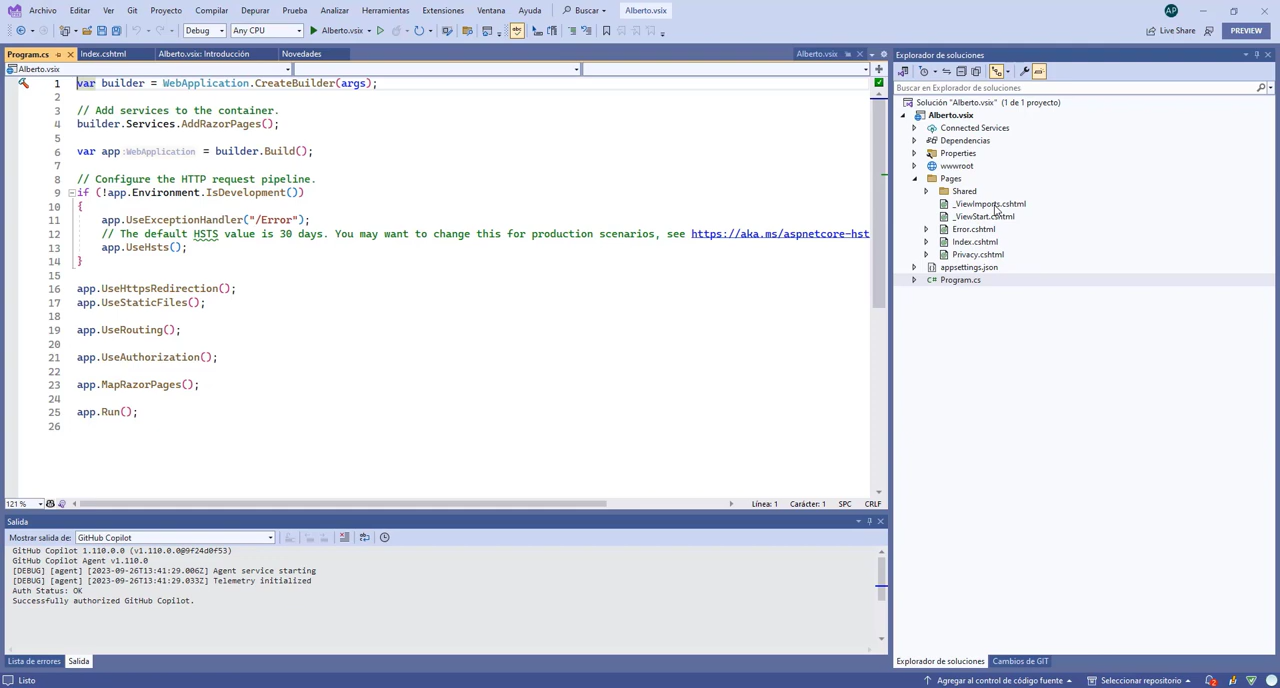 Archivo Editar Ver Git Proyecto Compilar Depurar Prueba Analizar Herramientas Extensiones Ventana Ayuda Buscar Alberto.vsix AP
Debug Any CPU Alberto.vsix Live Share PREVIEW
Program.cs Index.cshtml Alberto.vsix: Introducción Novedades Alberto.vsix
Alberto.vsix
1 var builder = WebApplication.CreateBuilder(args);
2
3 // Add services to the container.
4 builder.Services.AddRazorPages();
5
6 var app :WebApplication = builder.Build();
7
8 // Configure the HTTP request pipeline.
9 if (!app.Environment.IsDevelopment())
10 {
11 app.UseExceptionHandler("/Error");
12 // The default HSTS value is 30 days. You may want to change this for production scenarios, see https://aka.ms/aspnetcore-hst
13 app.UseHsts();
14 }
15
16 app.UseHttpsRedirection();
17 app.UseStaticFiles();
18
19 app.UseRouting();
20
21 app.UseAuthorization();
22
23 app.MapRazorPages();
24
25 app.Run();
26
121 % Línea: 1 Carácter: 1 SPC CRLF
Salida
Mostrar salida de: GitHub Copilot
GitHub Copilot 1.110.0.0 (v1.110.0.0@9f24d0f53)
GitHub Copilot Agent v1.110.0
[DEBUG] [agent] [2023-09-26T13:41:29.006Z] Agent service starting
[DEBUG] [agent] [2023-09-26T13:41:29.033Z] Telemetry initialized
Auth Status: OK
Successfully authorized GitHub Copilot.
Lista de errores Salida
Explorador de soluciones
Buscar en Explorador de soluciones
Solución "Alberto.vsix" (1 de 1 proyecto)
Alberto.vsix
Connected Services
Dependencias
Properties
wwwroot
Pages
Shared
_ViewImports.cshtml
_ViewStart.cshtml
Error.cshtml
Index.cshtml
Privacy.cshtml
appsettings.json
C# Program.cs
Explorador de soluciones Cambios de GIT
Listo Agregar al control de código fuente Seleccionar repositorio 2